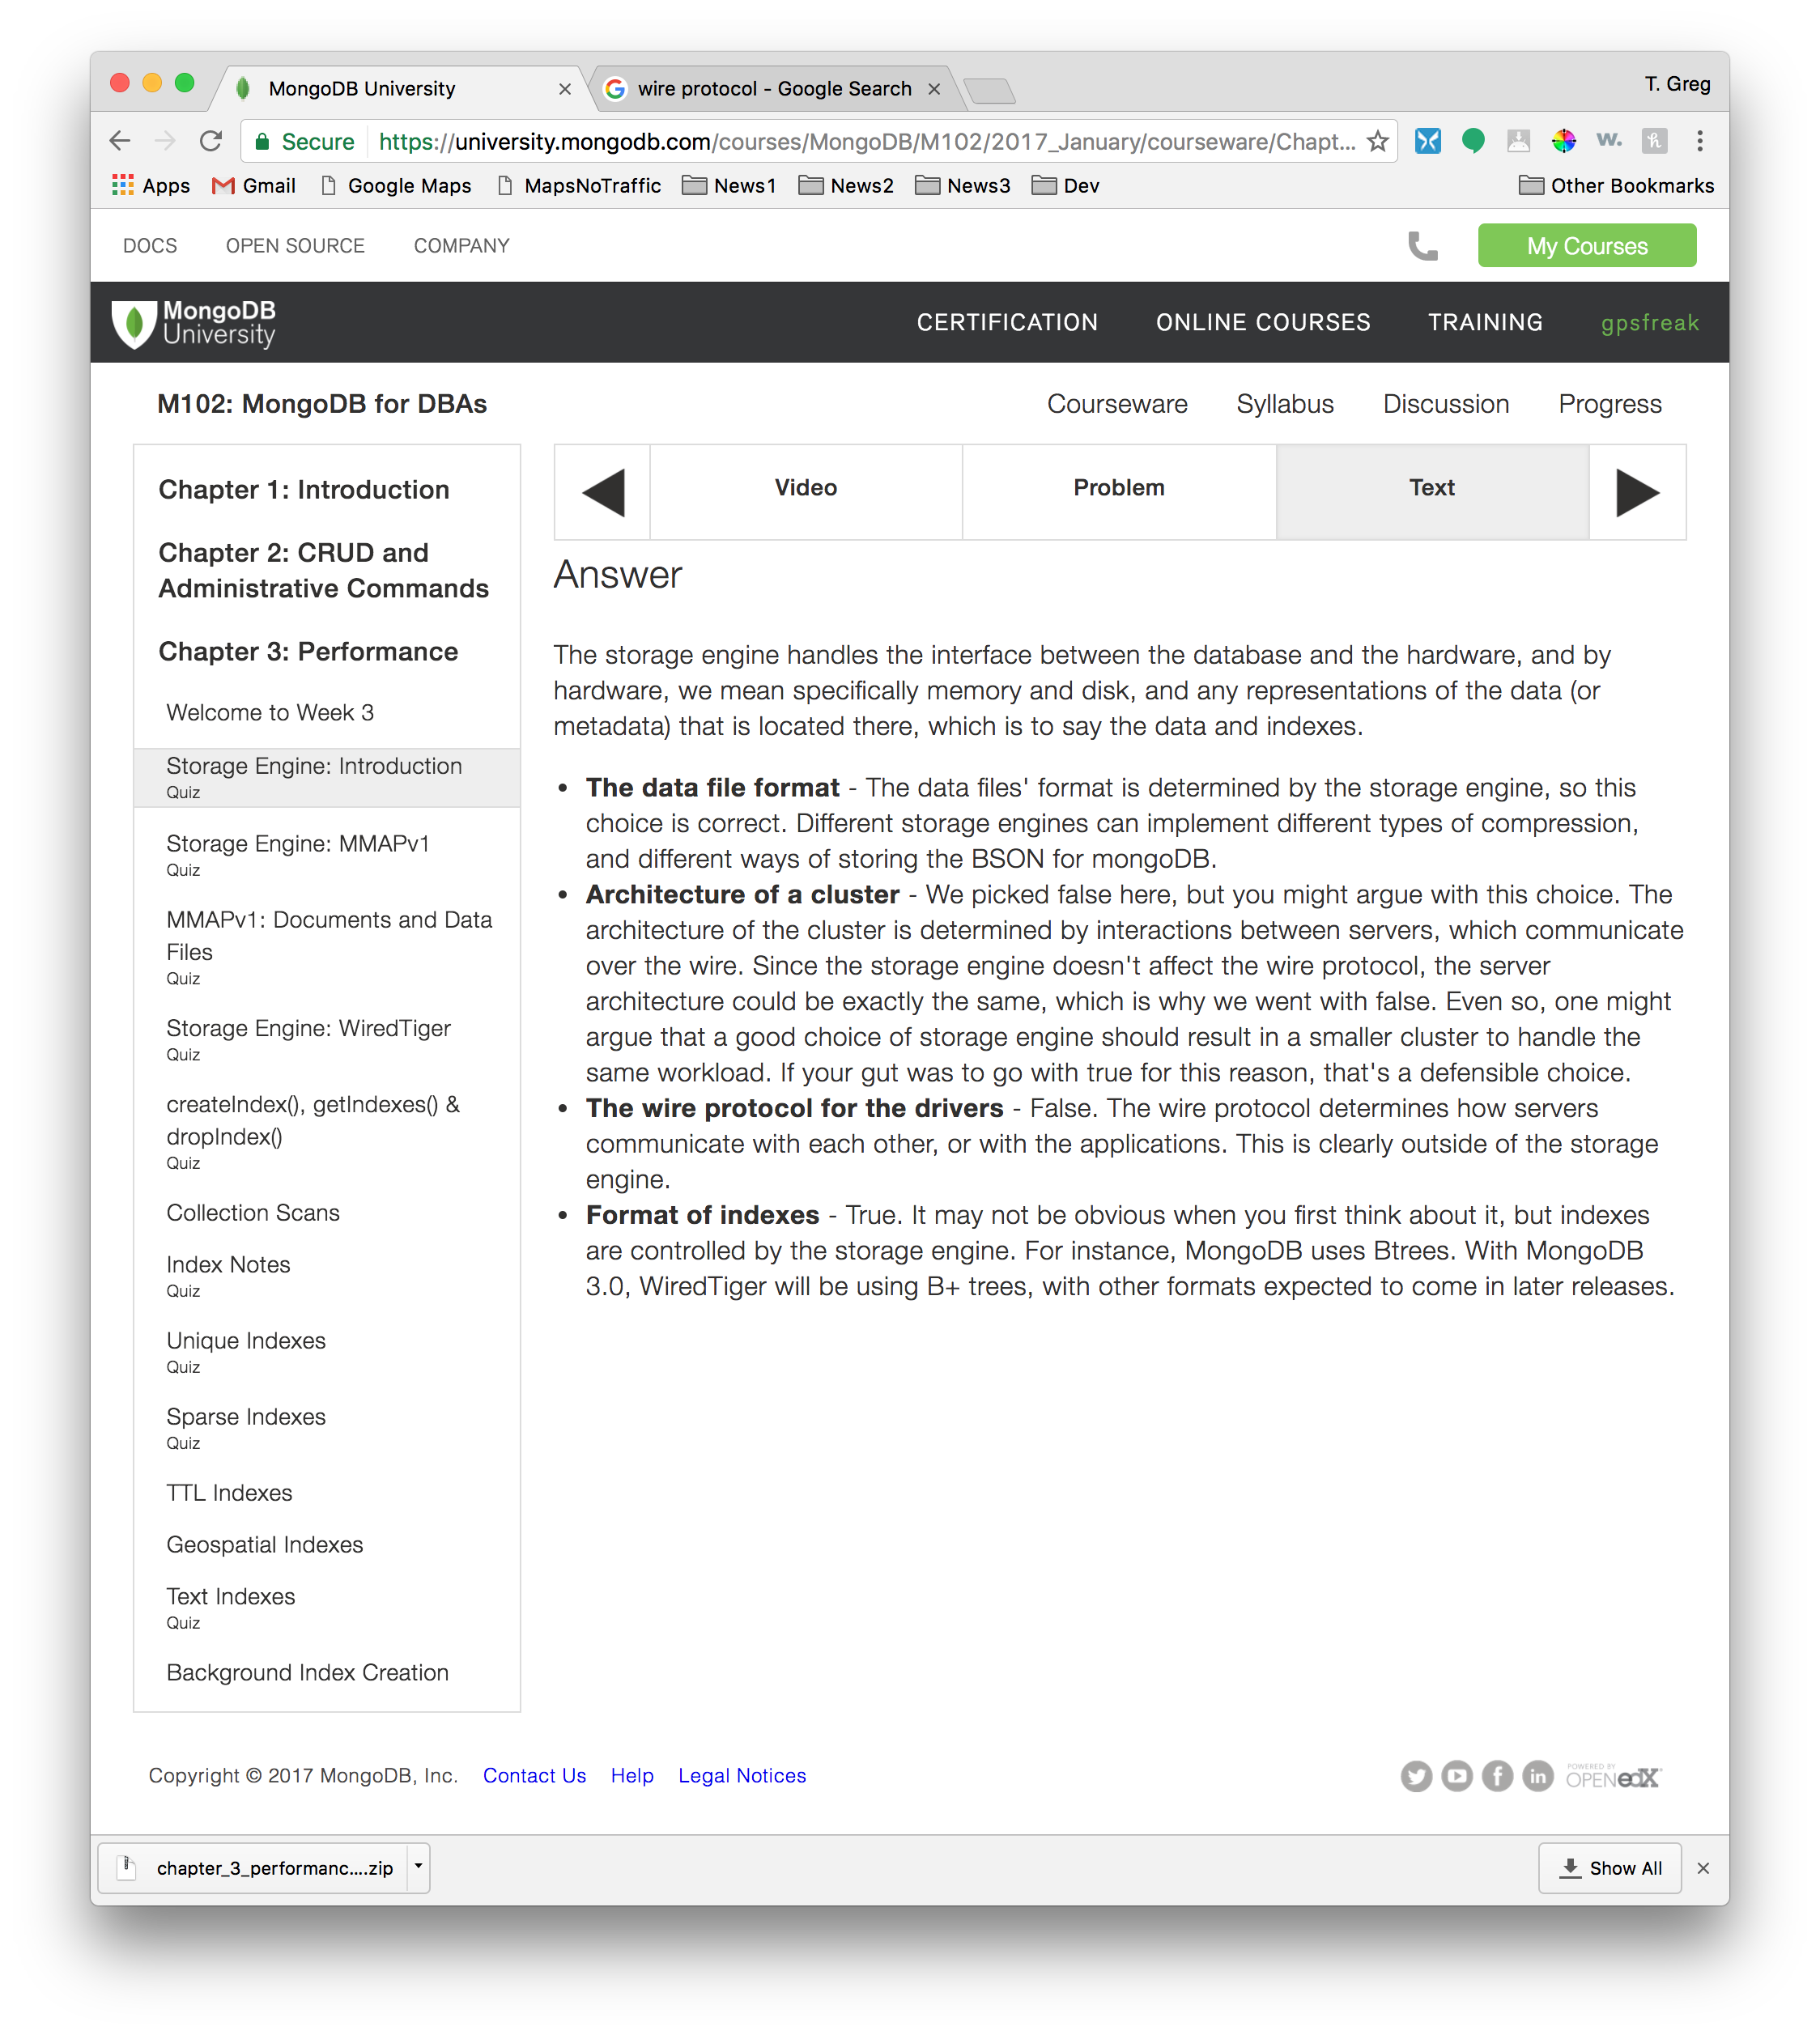 MongoDB University
wire protocol - Google Search
T. Greg
Secure
https://university.mongodb.com/courses/MongoDB/M102/2017_January/courseware/Chapt...
w.
h
Apps
Gmail
Google Maps
MapsNoTraffic
News1
News2
News3
Dev
Other Bookmarks
DOCS
OPEN SOURCE
COMPANY
My Courses
MongoDB
University
CERTIFICATION
ONLINE COURSES
TRAINING
gpsfreak
M102: MongoDB for DBAs
Courseware
Syllabus
Discussion
Progress
Chapter 1: Introduction
Chapter 2: CRUD and
Administrative Commands
Chapter 3: Performance
Welcome to Week 3
Storage Engine: Introduction
Quiz
Storage Engine: MMAPv1
Quiz
MMAPv1: Documents and Data
Files
Quiz
Storage Engine: WiredTiger
Quiz
createIndex(), getIndexes() &
dropIndex()
Quiz
Collection Scans
Index Notes
Quiz
Unique Indexes
Quiz
Sparse Indexes
Quiz
TTL Indexes
Geospatial Indexes
Text Indexes
Quiz
Background Index Creation
Video
Problem
Text
Answer
The storage engine handles the interface between the database and the hardware, and by
hardware, we mean specifically memory and disk, and any representations of the data (or
metadata) that is located there, which is to say the data and indexes.
• The data file format - The data files' format is determined by the storage engine, so this
choice is correct. Different storage engines can implement different types of compression,
and different ways of storing the BSON for mongoDB.
• Architecture of a cluster - We picked false here, but you might argue with this choice. The
architecture of the cluster is determined by interactions between servers, which communicate
over the wire. Since the storage engine doesn't affect the wire protocol, the server
architecture could be exactly the same, which is why we went with false. Even so, one might
argue that a good choice of storage engine should result in a smaller cluster to handle the
same workload. If your gut was to go with true for this reason, that's a defensible choice.
• The wire protocol for the drivers - False. The wire protocol determines how servers
communicate with each other, or with the applications. This is clearly outside of the storage
engine.
• Format of indexes - True. It may not be obvious when you first think about it, but indexes
are controlled by the storage engine. For instance, MongoDB uses Btrees. With MongoDB
3.0, WiredTiger will be using B+ trees, with other formats expected to come in later releases.
Copyright © 2017 MongoDB, Inc.
Contact Us
Help
Legal Notices
in
POWERED BY
OPEN edX
chapter_3_performanc....zip
Show All